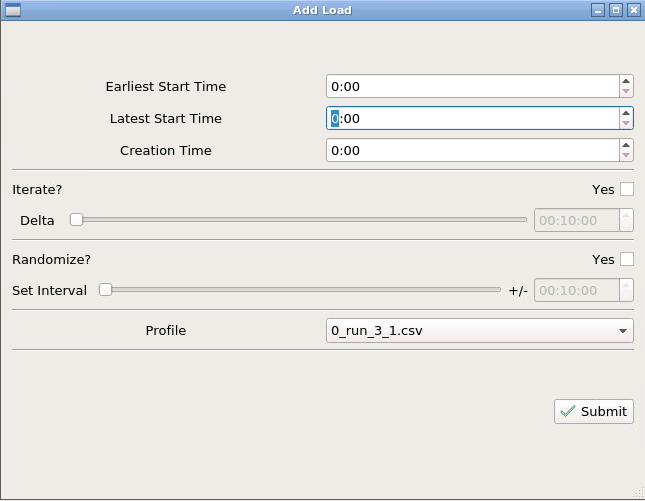 Add Load
Earliest Start Time 0:00
Latest Start Time 0:00
Creation Time 0:00
Iterate? Yes
Delta 00:10:00
Randomize? Yes
Set Interval +/- 00:10:00
Profile 0_run_3_1.csv
Submit